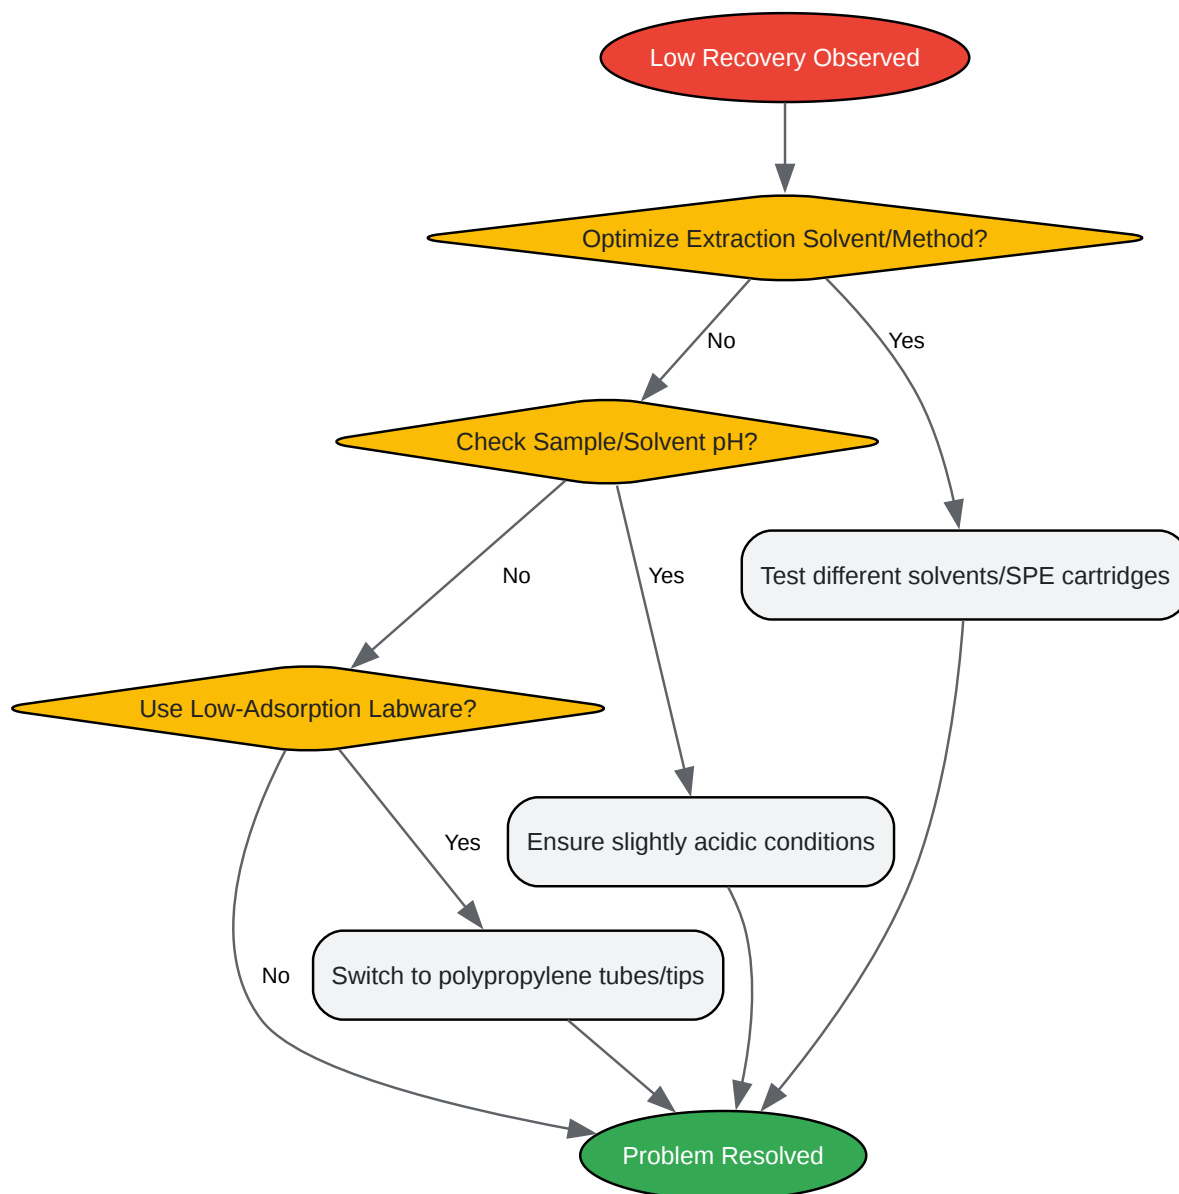 Low Recovery Observed
Optimize Extraction Solvent/Method?
No
Yes
Check Sample/Solvent pH?
Test different solvents/SPE cartridges
No
Yes
Use Low-Adsorption Labware?
Ensure slightly acidic conditions
Yes
No
Switch to polypropylene tubes/tips
Problem Resolved